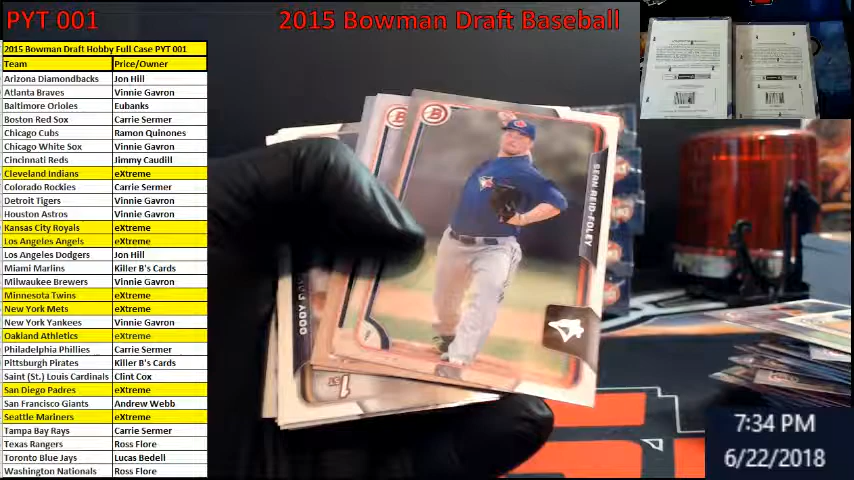 PYT 001
2015 Bowman Draft Baseball
2015 Bowman Draft Hobby Full Case PYT 001
Team Price/Owner
Arizona Diamondbacks Jon Hill
Atlanta Braves Vinnie Gavron
Baltimore Orioles Eubanks
Boston Red Sox Carrie Sermer
Chicago Cubs Ramon Quinones
Chicago White Sox Vinnie Gavron
Cincinnati Reds Jimmy Caudill
Cleveland Indians eXtreme
Colorado Rockies Carrie Sermer
Detroit Tigers Vinnie Gavron
Houston Astros Vinnie Gavron
Kansas City Royals eXtreme
Los Angeles Angels eXtreme
Los Angeles Dodgers Jon Hill
Miami Marlins Killer B's Cards
Milwaukee Brewers Vinnie Gavron
Minnesota Twins eXtreme
New York Mets eXtreme
New York Yankees Vinnie Gavron
Oakland Athletics eXtreme
Philadelphia Phillies Carrie Sermer
Pittsburgh Pirates Killer B's Cards
Saint (St.) Louis Cardinals Clint Cox
San Diego Padres eXtreme
San Francisco Giants Andrew Webb
Seattle Mariners eXtreme
Tampa Bay Rays Carrie Sermer
Texas Rangers Ross Flore
Toronto Blue Jays Lucas Bedell
Washington Nationals Ross Flore
B
B
SEAN REID-FOLEY
7:34 PM
6/22/2018